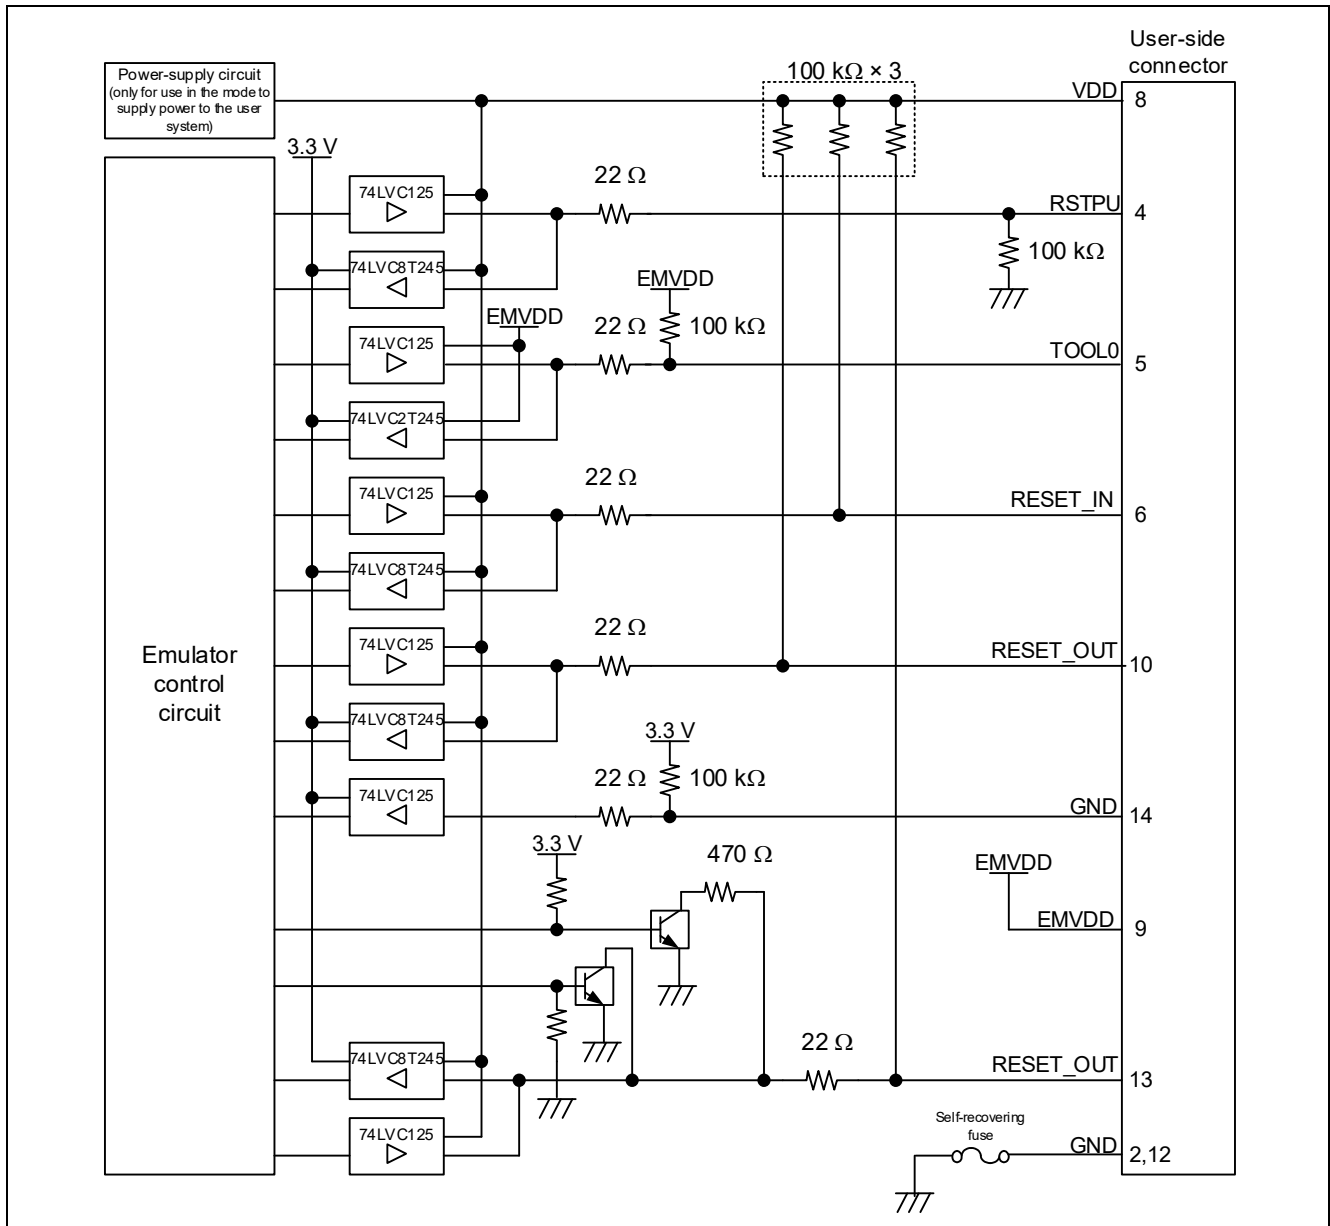 User-side
connector
Power-supply circuit
(only for use in the mode to
supply power to the user
system)
100 kΩ × 3
VDD
8
3.3 V
74LVC125
22 Ω
RSTPU
4
74LVC8T245
100 kΩ
EMVDD
EMVDD
74LVC125
22 Ω
100 kΩ
TOOL0
5
74LVC2T245
74LVC125
22 Ω
RESET_IN
6
74LVC8T245
74LVC125
22 Ω
RESET_OUT
10
Emulator
control
circuit
74LVC8T245
3.3 V
74LVC125
22 Ω
100 kΩ
GND
14
3.3 V
470 Ω
EMVDD
EMVDD
9
74LVC8T245
22 Ω
RESET_OUT
13
74LVC125
Self-recovering
fuse
GND
2,12